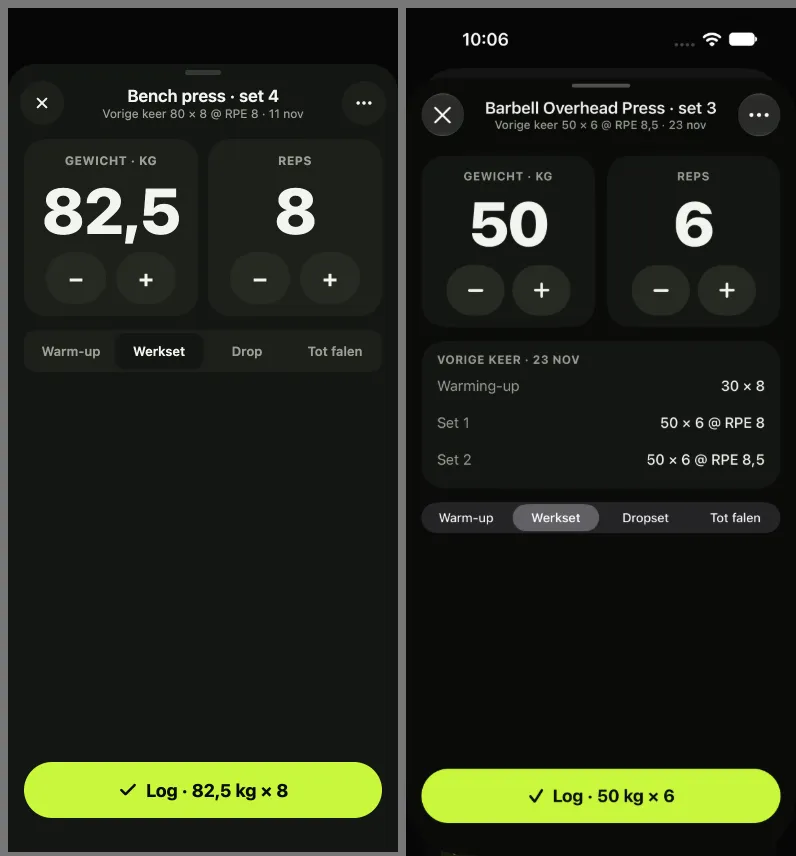 Bench press · set 4
Vorige keer 80 × 8 @ RPE 8 · 11 nov
GEWICHT · KG
REPS
82,5
8
− +
− +
Warm-up Werkset Drop Tot falen
Log · 82,5 kg × 8
10:06
Barbell Overhead Press · set 3
Vorige keer 50 × 6 @ RPE 8,5 · 23 nov
GEWICHT · KG
REPS
50
6
− +
− +
VORIGE KEER · 23 NOV
Warming-up 30 × 8
Set 1 50 × 6 @ RPE 8
Set 2 50 × 6 @ RPE 8,5
Warm-up Werkset Dropset Tot falen
Log · 50 kg × 6